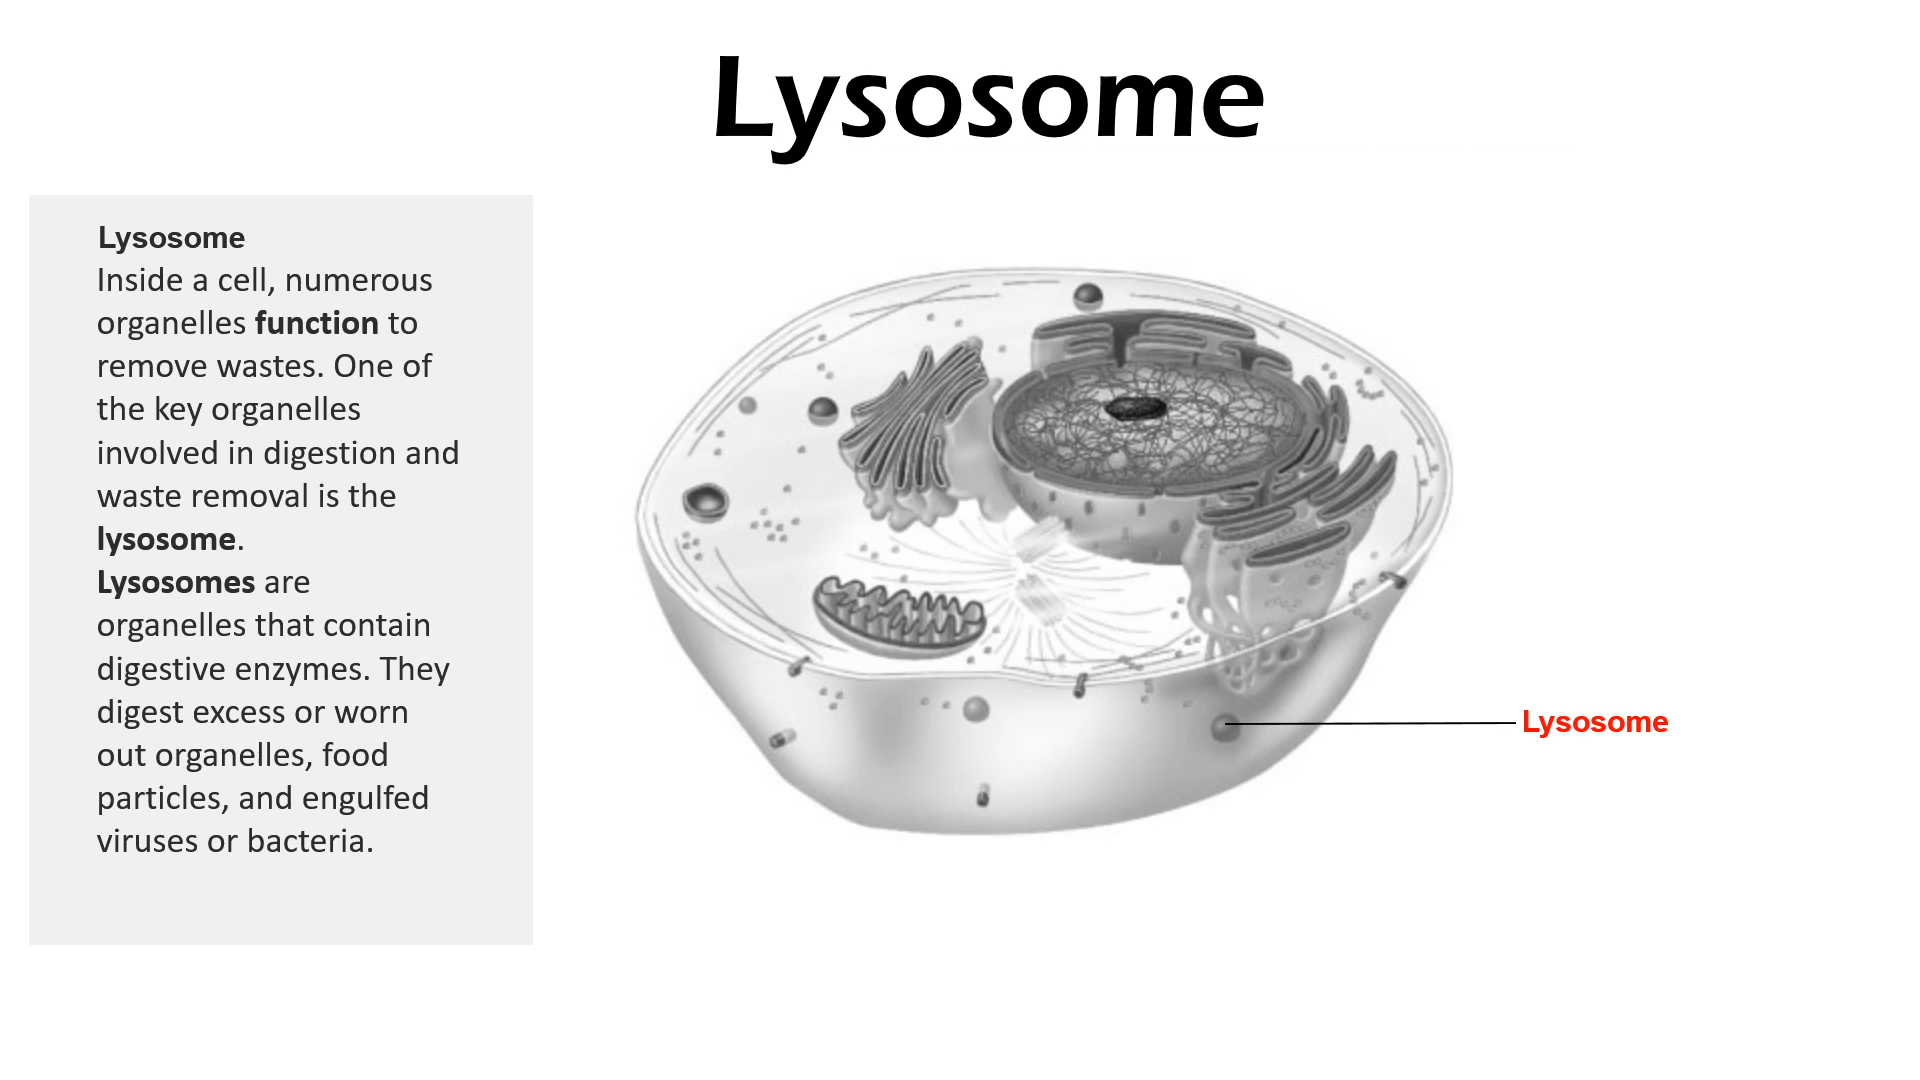 Lysosome
Lysosome
Inside a cell, numerous
organelles function to
remove wastes. One of
the key organelles
involved in digestion and
waste removal is the
lysosome.
Lysosomes are
organelles that contain
digestive enzymes. They
digest excess or worn
out organelles, food
particles, and engulfed
viruses or bacteria.
Lysosome